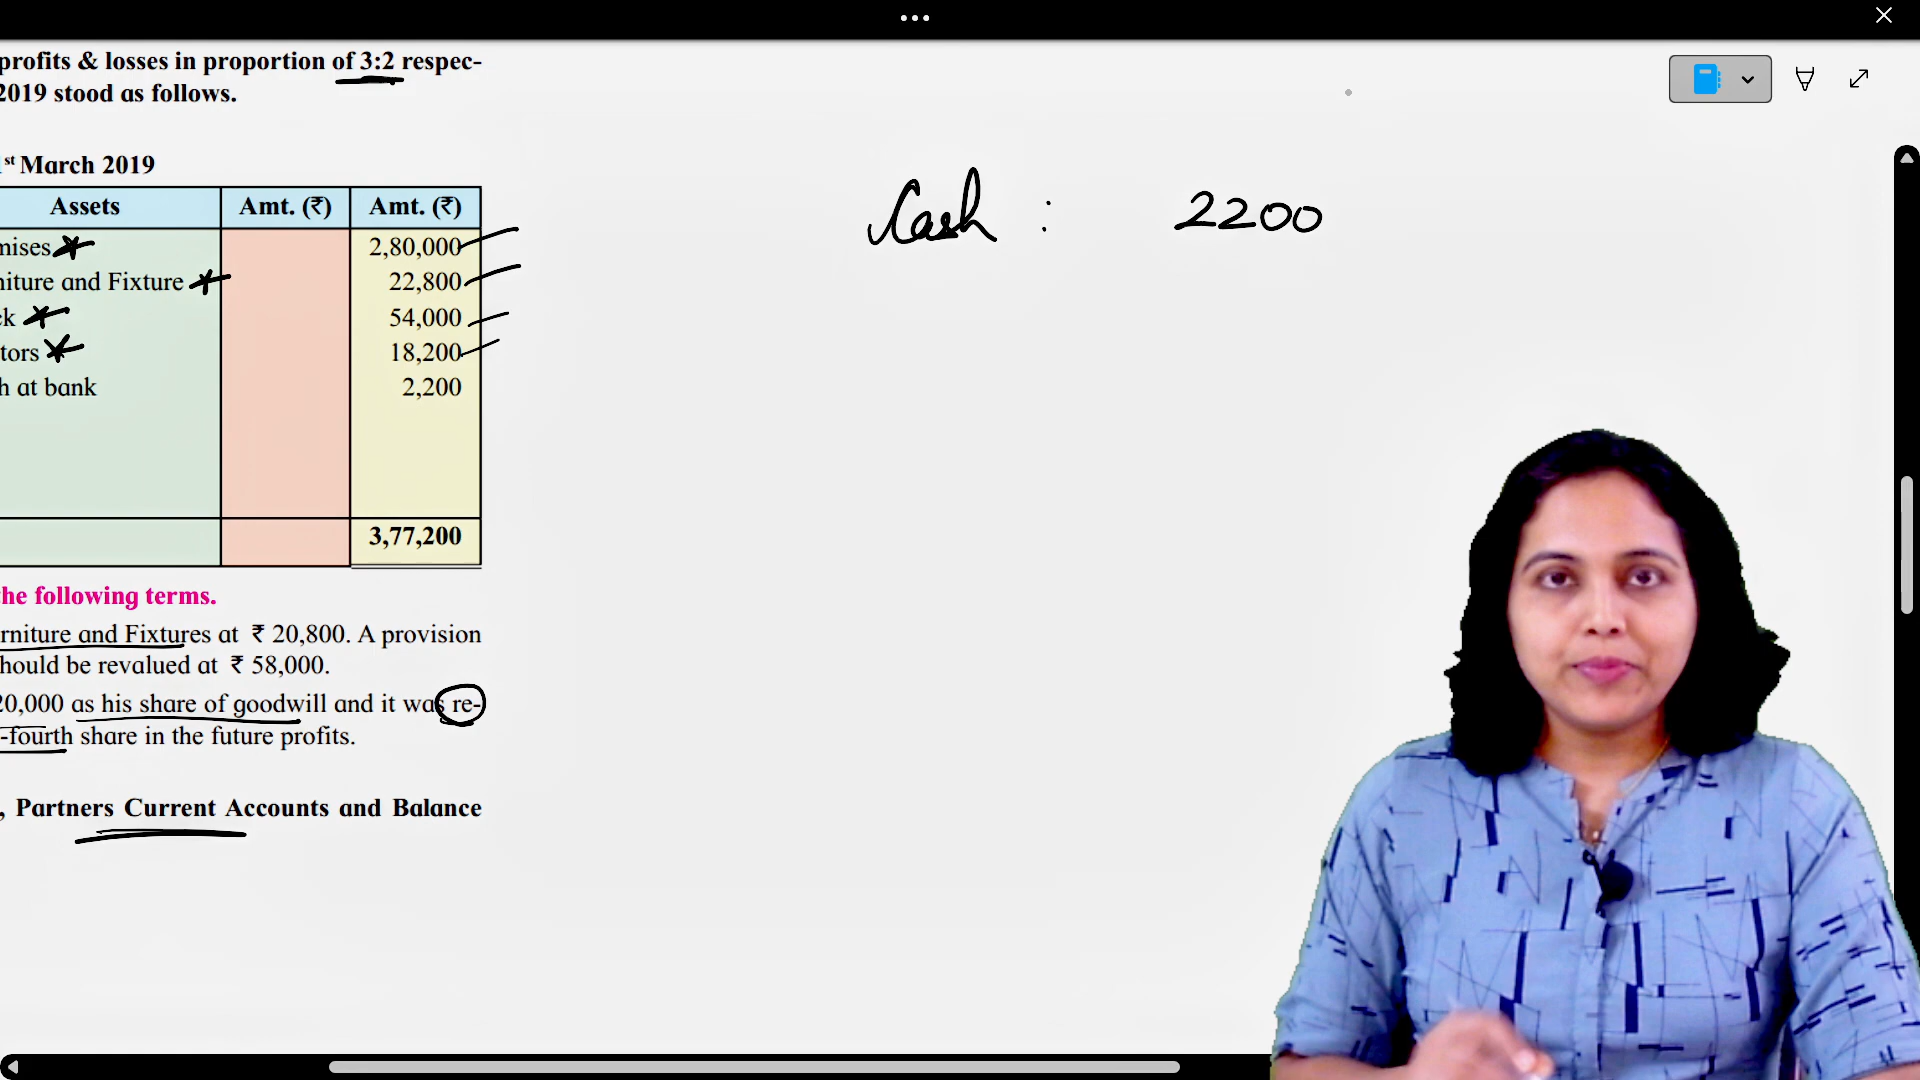 profits & losses in proportion of 3:2 respec-
2019 stood as follows.
st March 2019
Assets Amt. (₹) Amt. (₹)
mises 2,80,000
niture and Fixture 22,800
ck 54,000
tors 18,200
h at bank 2,200
3,77,200
he following terms.
rniture and Fixtures at ₹ 20,800. A provision
hould be revalued at ₹ 58,000.
20,000 as his share of goodwill and it was re-
-fourth share in the future profits.
, Partners Current Accounts and Balance
Cash : 2200